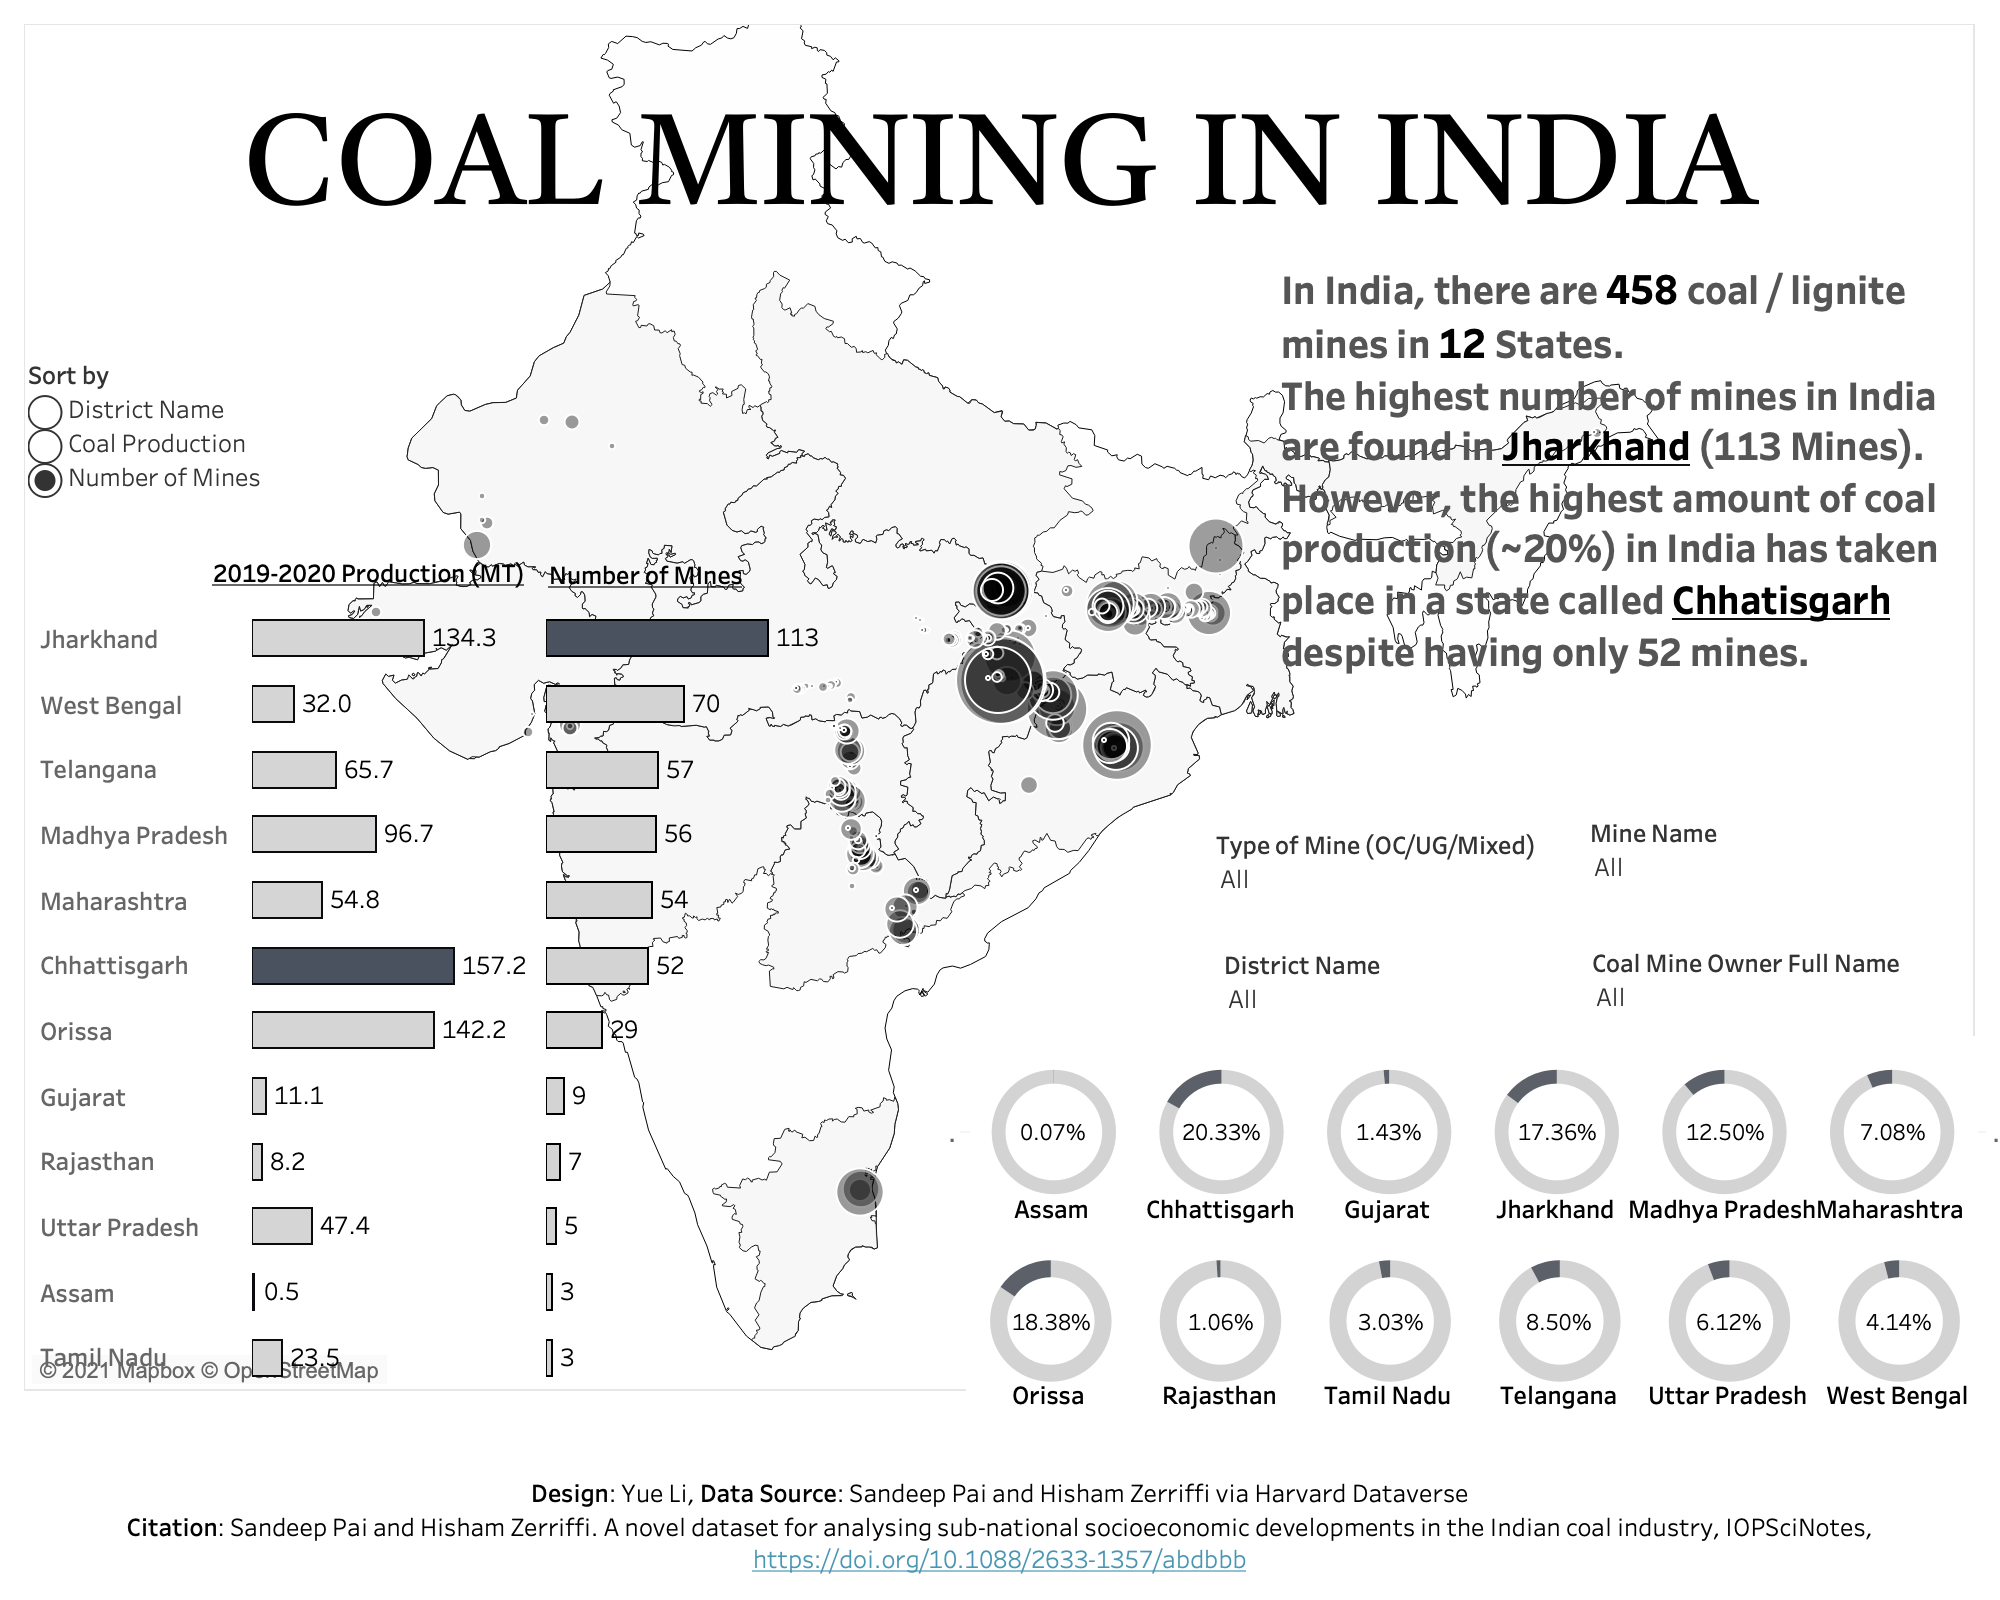 COAL MINING IN INDIA
In India, there are 458 coal / lignite
mines in 12 States.
The highest number of mines in India
are found in Jharkhand (113 Mines).
However, the highest amount of coal
production (~20%) in India has taken
place in a state called Chhatisgarh
despite having only 52 mines.
Sort by
District Name
Coal Production
Number of Mines
2019-2020 Production (MT) Number of MInes
Jharkhand 134.3 113
West Bengal 32.0 70
Telangana 65.7 57
Madhya Pradesh 96.7 56
Maharashtra 54.8 54
Chhattisgarh 157.2 52
Orissa 142.2 29
Gujarat 11.1 9
Rajasthan 8.2 7
Uttar Pradesh 47.4 5
Assam 0.5 3
Tamil Nadu 23.5 3
© 2021 Mapbox © OpenStreetMap
Type of Mine (OC/UG/Mixed)
All
Mine Name
All
District Name
All
Coal Mine Owner Full Name
All
0.07% 20.33% 1.43% 17.36% 12.50% 7.08%
Assam Chhattisgarh Gujarat Jharkhand Madhya Pradesh Maharashtra
18.38% 1.06% 3.03% 8.50% 6.12% 4.14%
Orissa Rajasthan Tamil Nadu Telangana Uttar Pradesh West Bengal
Design: Yue Li, Data Source: Sandeep Pai and Hisham Zerriffi via Harvard Dataverse
Citation: Sandeep Pai and Hisham Zerriffi. A novel dataset for analysing sub-national socioeconomic developments in the Indian coal industry, IOPSciNotes,
https://doi.org/10.1088/2633-1357/abdbbb